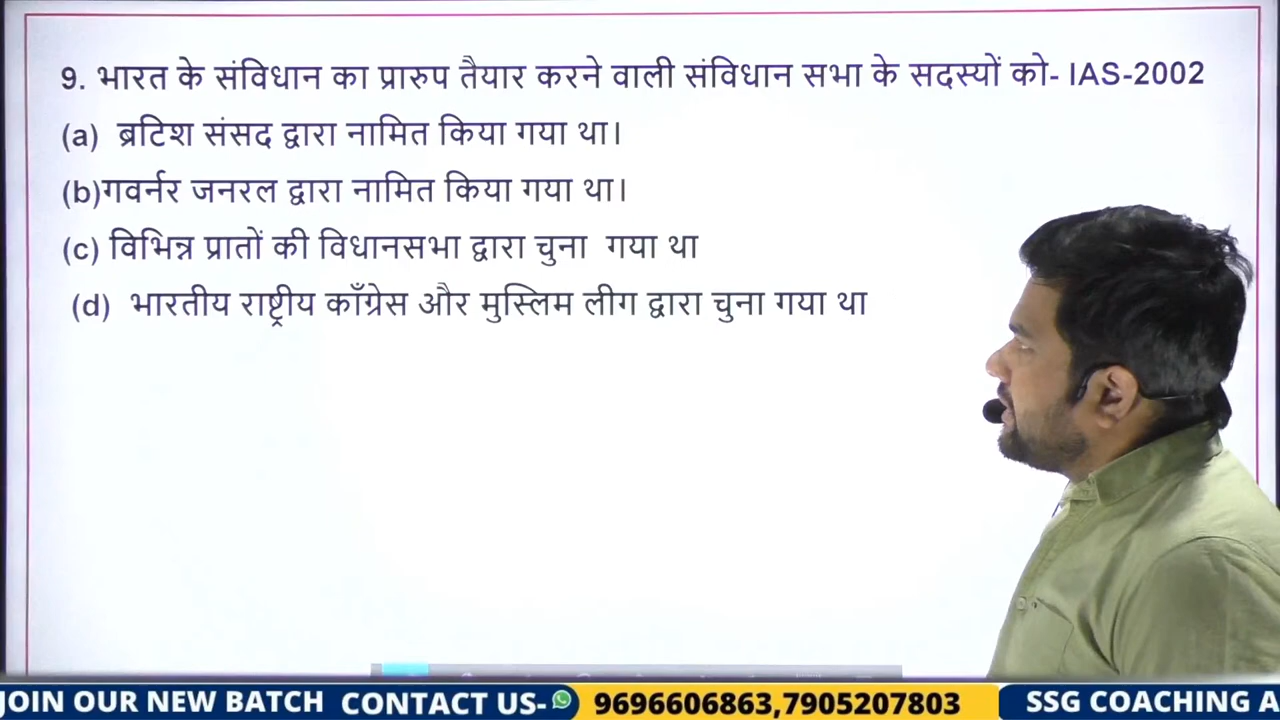 9. भारत के संविधान का प्रारुप तैयार करने वाली संविधान सभा के सदस्यों को- IAS-2002
(a) ब्रटिश संसद द्वारा नामित किया गया था।
(b)गवर्नर जनरल द्वारा नामित किया गया था।
(c) विभिन्न प्रातों की विधानसभा द्वारा चुना गया था
(d) भारतीय राष्ट्रीय काँग्रेस और मुस्लिम लीग द्वारा चुना गया था
JOIN OUR NEW BATCH CONTACT US- 9696606863,7905207803 SSG COACHING A